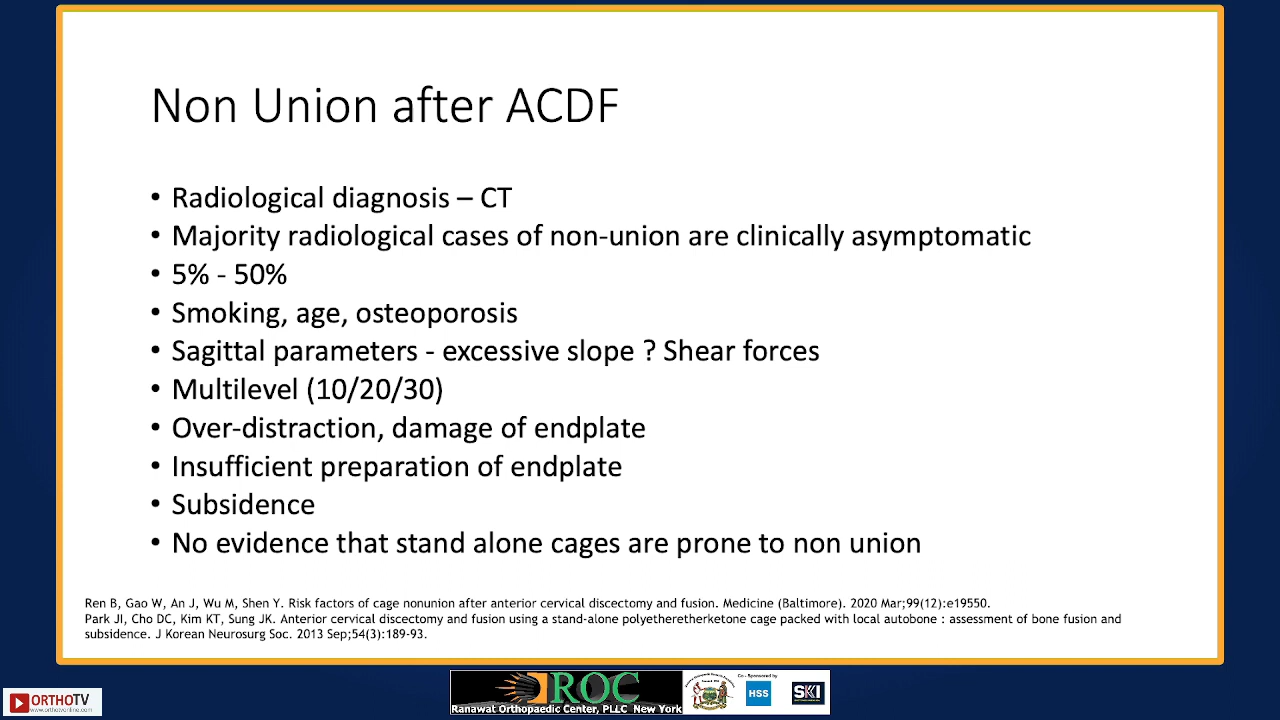 Non Union after ACDF
• Radiological diagnosis – CT
• Majority radiological cases of non-union are clinically asymptomatic
• 5% - 50%
• Smoking, age, osteoporosis
• Sagittal parameters - excessive slope ? Shear forces
• Multilevel (10/20/30)
• Over-distraction, damage of endplate
• Insufficient preparation of endplate
• Subsidence
• No evidence that stand alone cages are prone to non union
Ren B, Gao W, An J, Wu M, Shen Y. Risk factors of cage nonunion after anterior cervical discectomy and fusion. Medicine (Baltimore). 2020 Mar;99(12):e19550.
Park JI, Cho DC, Kim KT, Sung JK. Anterior cervical discectomy and fusion using a stand-alone polyetheretherketone cage packed with local autobone : assessment of bone fusion and
subsidence. J Korean Neurosurg Soc. 2013 Sep;54(3):189-93.
ORTHOTV
www.orthotvonline.com
ROC
Ranawat Orthopaedic Center, PLLC New York
Co - Sponsored by
HSS
SKI